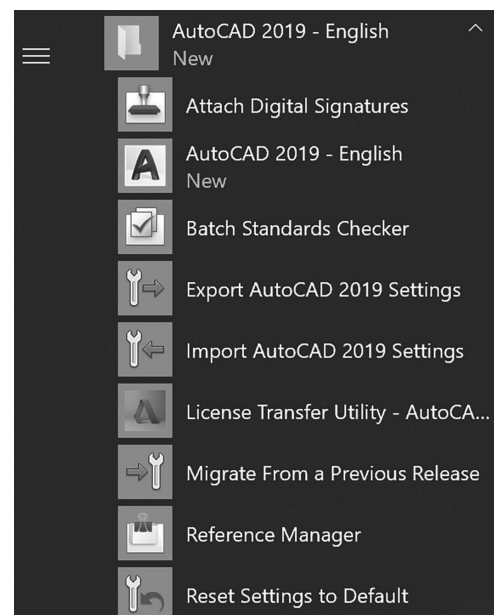 AutoCAD 2019 - English
New
Attach Digital Signatures
AutoCAD 2019 - English
New
Batch Standards Checker
Export AutoCAD 2019 Settings
Import AutoCAD 2019 Settings
License Transfer Utility - AutoCA...
Migrate From a Previous Release
Reference Manager
Reset Settings to Default